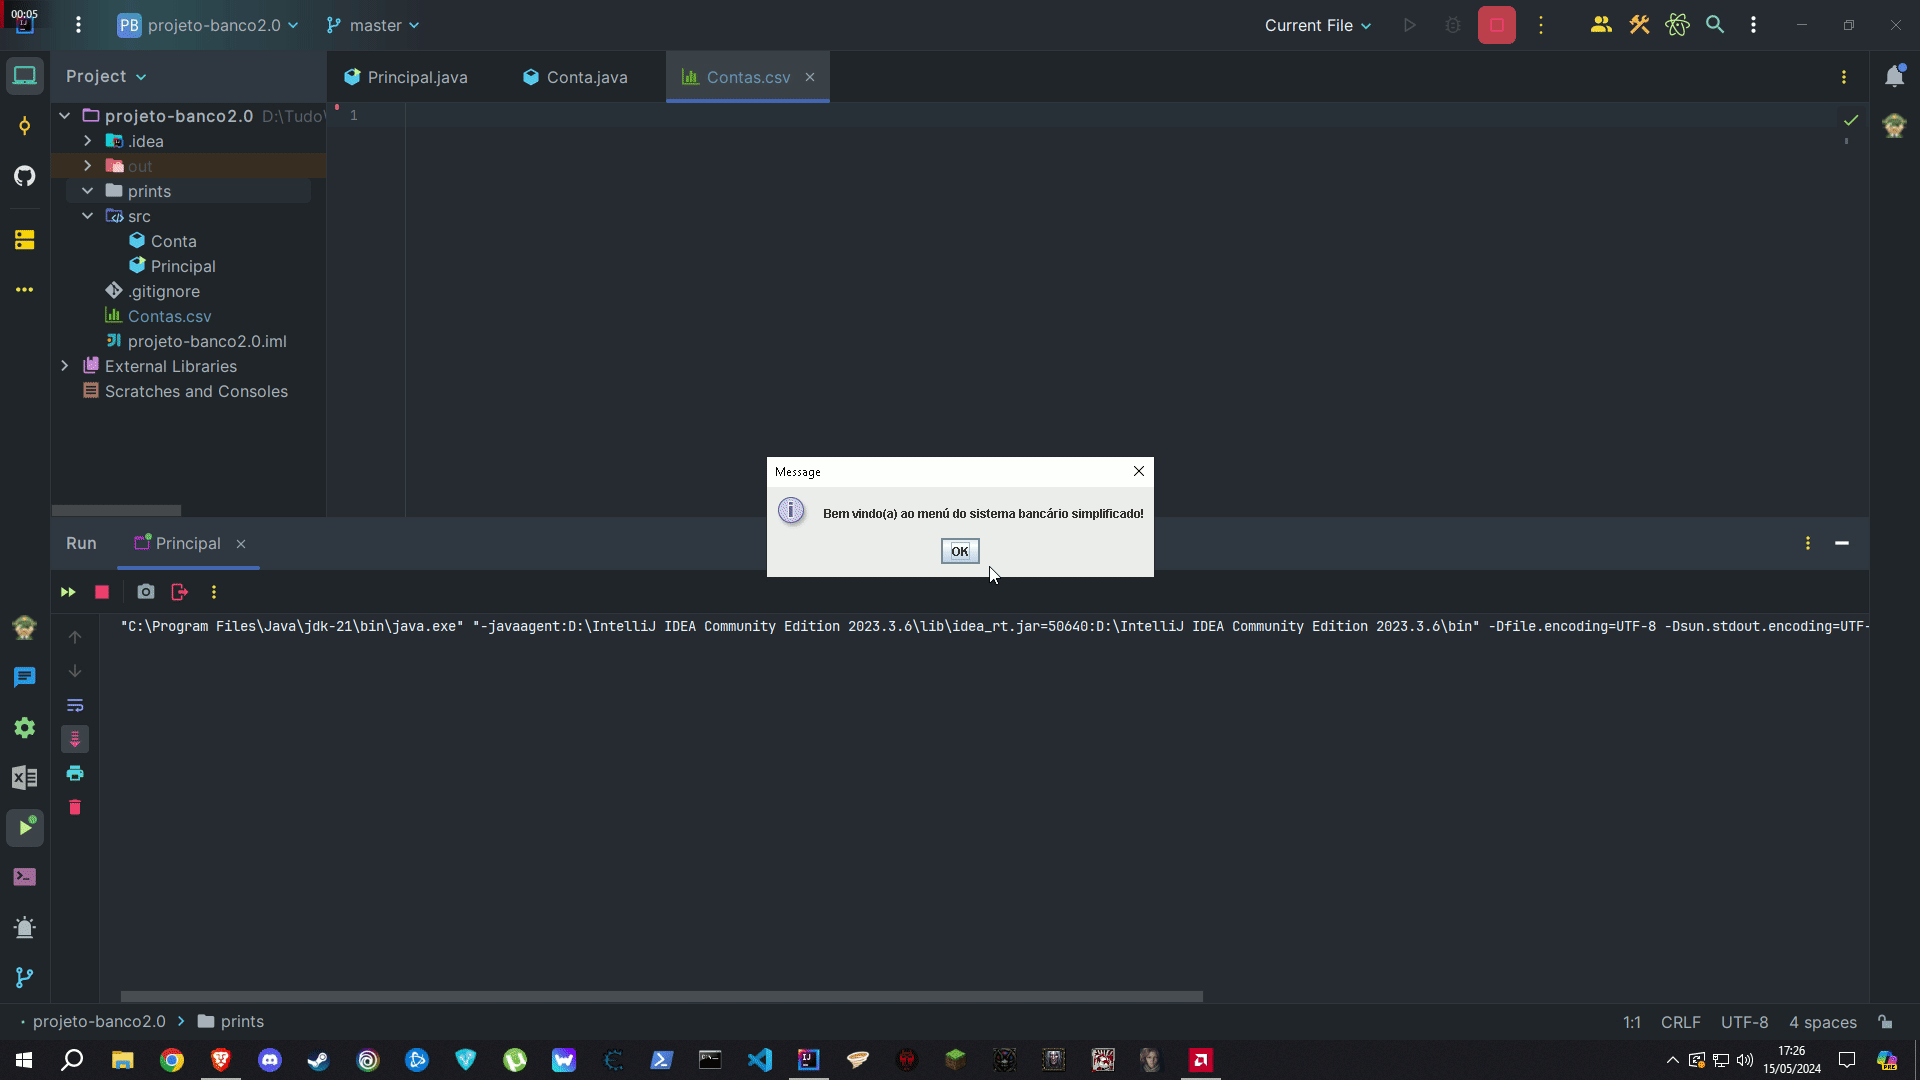 00:05
PB projeto-banco2.0 master Current File
Project
Principal.java Conta.java Contas.csv
projeto-banco2.0 D:\Tudo\
1
.idea
out
prints
src
Conta
Principal
.gitignore
Contas.csv
projeto-banco2.0.iml
External Libraries
Scratches and Consoles
Message
Bem vindo(a) ao menú do sistema bancário simplificado!
OK
Run Principal
"C:\Program Files\Java\jdk-21\bin\java.exe" "-javaagent:D:\IntelliJ IDEA Community Edition 2023.3.6\lib\idea_rt.jar=50640:D:\IntelliJ IDEA Community Edition 2023.3.6\bin" -Dfile.encoding=UTF-8 -Dsun.stdout.encoding=UTF-
projeto-banco2.0 prints
1:1 CRLF UTF-8 4 spaces
17:26
15/05/2024